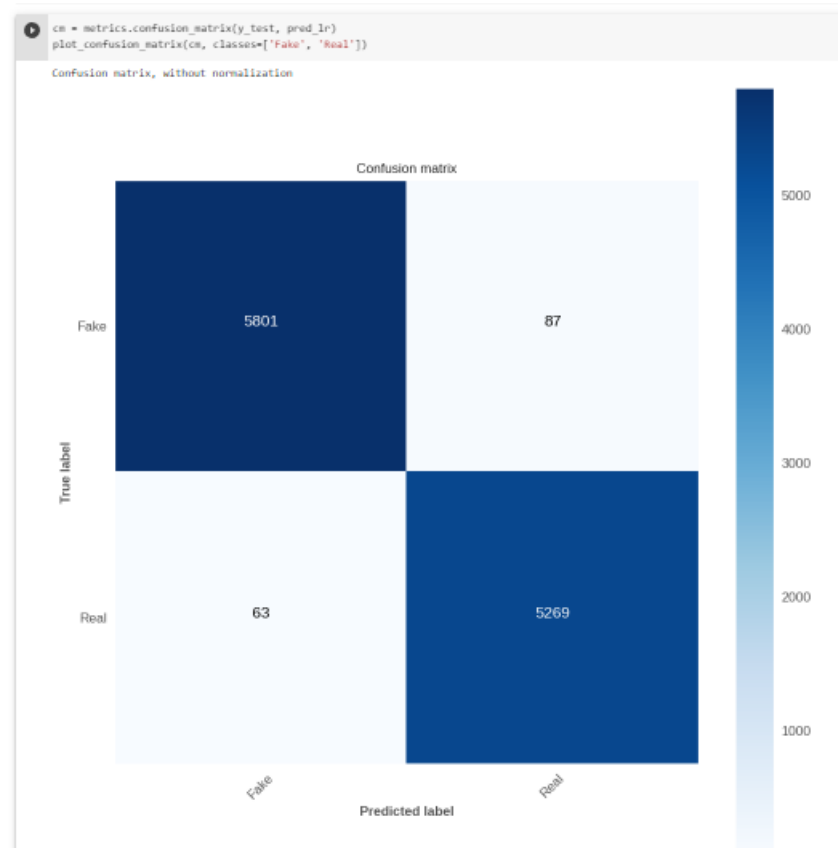 cm = metrics.confusion_matrix(y_test, pred_lr)
plot_confusion_matrix(cm, classes=['Fake', 'Real'])
Confusion matrix, without normalization
Confusion matrix
5000
Fake
5801
87
4000
True label
3000
Real
63
5269
2000
1000
Fake
Real
Predicted label